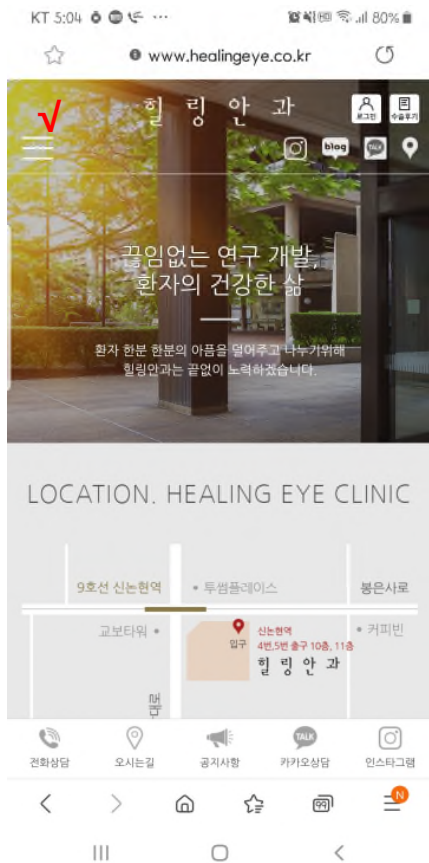 KT 5:04 80%
www.healingeye.co.kr
√
힐링안과
로그인 수술후기
blog TALK
끊임없는 연구 개발,
환자의 건강한 삶
환자 한분 한분의 아픔을 덜어주고 나누기위해
힐링안과는 끝없이 노력하겠습니다.
LOCATION. HEALING EYE CLINIC
9호선 신논현역
투썸플레이스
봉은사로
교보타워
입구
신논현역
4번,5번 출구 10층, 11층
힐링안과
커피빈
전화상담 오시는길 공지사항 TALK 카카오상담 인스타그램
99 N